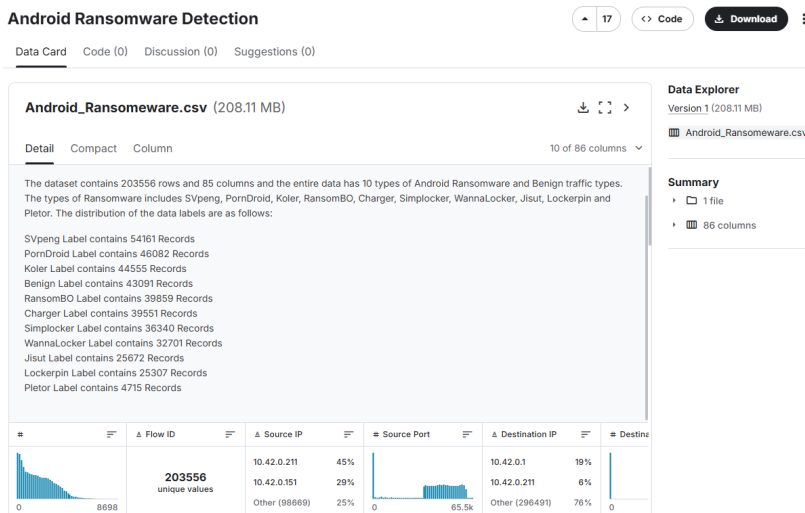 Android Ransomware Detection
17
<> Code
Download
Data Card Code (0) Discussion (0) Suggestions (0)
Android_Ransomeware.csv (208.11 MB)
Detail Compact Column
10 of 86 columns
The dataset contains 203556 rows and 85 columns and the entire data has 10 types of Android Ransomware and Benign traffic types.
The types of Ransomware includes SVpeng, PornDroid, Koler, RansomBO, Charger, Simplocker, WannaLocker, Jisut, Lockerpin and
Pletor. The distribution of the data labels are as follows:
SVpeng Label contains 54161 Records
PornDroid Label contains 46082 Records
Koler Label contains 44555 Records
Benign Label contains 43091 Records
RansomBO Label contains 39859 Records
Charger Label contains 39551 Records
Simplocker Label contains 36340 Records
WannaLocker Label contains 32701 Records
Jisut Label contains 25672 Records
Lockerpin Label contains 25307 Records
Pletor Label contains 4715 Records
# Flow ID Source IP # Source Port Destination IP # Destina
0 8698
203556
unique values
10.42.0.211 45%
10.42.0.151 29%
Other (98669) 25%
0 65.5k
10.42.0.1 19%
10.42.0.211 6%
Other (296491) 76%
0
Data Explorer
Version 1 (208.11 MB)
Android_Ransomeware.csv
Summary
1 file
86 columns